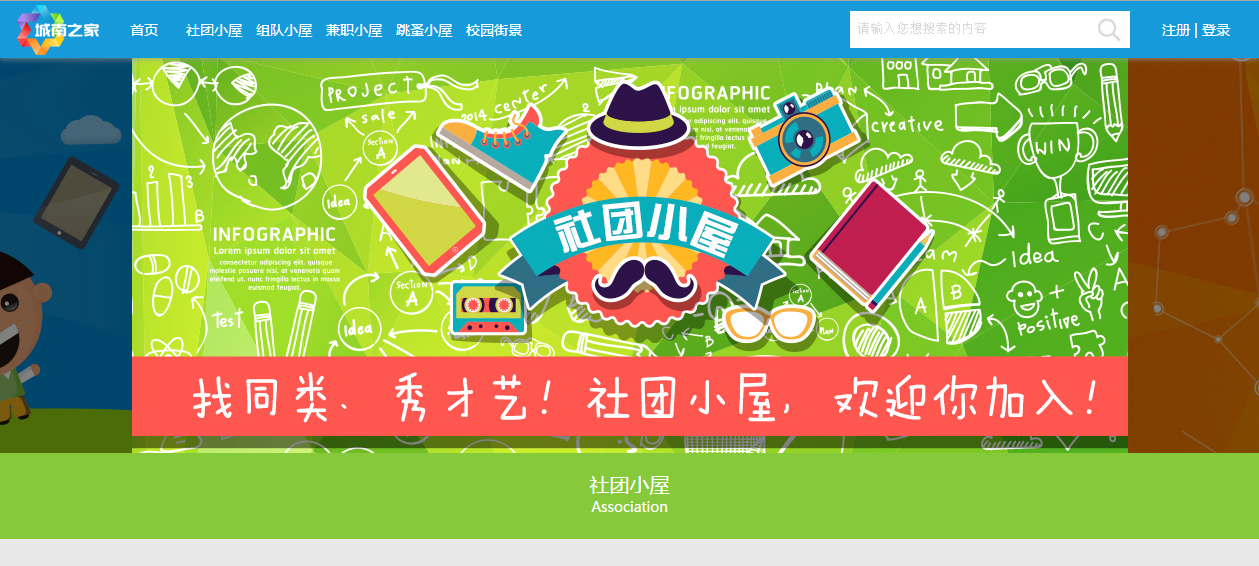 城南之家
首页 社团小屋 组队小屋 兼职小屋 跳蚤小屋 校园街景
请输入您想搜索的内容
注册 | 登录
PROJECT
2014 center
sale
Section
A
Idea
INFOGRAPHIC
Lorem ipsum dolor sit amet
consectetur adipiscing elit. quisque
molestie posuere nisi, at venenatis quam
eleifend ut. nunc fringilla lectus in massa
euismod feugiat.
3
2
1
B
Test
Idea
Section
A
D
社团小屋
FOGRAPHIC
ipsum dolor sit amet
Plan
creative
WIN
Idea
A
B
C
A
positive
B
找同类、秀才艺！社团小屋，欢迎你加入！
社团小屋
Association